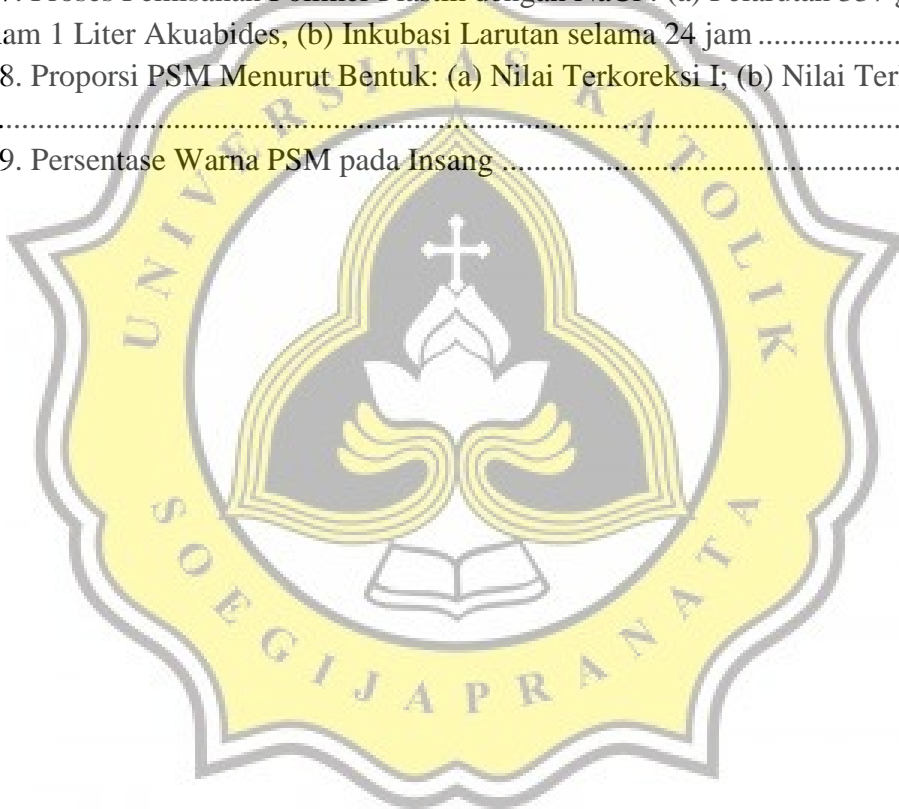 am 1 Liter Akuabides, (b) Inkubasi Larutan selama 24 jam ....................
8. Proporsi PSM Menurut Bentuk: (a) Nilai Terkoreksi I; (b) Nilai
....................................................................................................
9. Persentase Warna PSM pada Insang ....................................................
UNIVERSITAS KATOLIK
SOEGIJAPRANATA